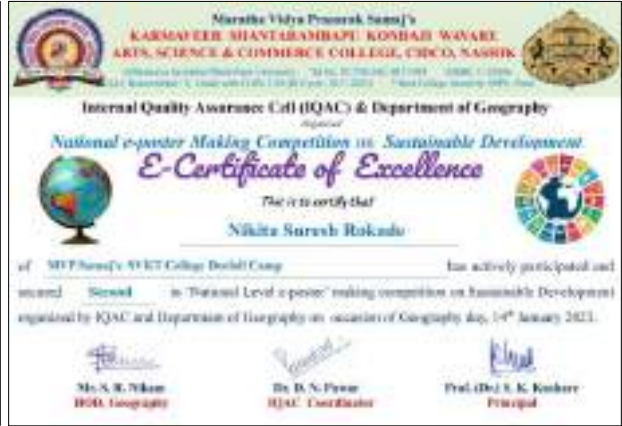 Maratha Vidya Prasarak Samaj's
KARMAVEER SHANTARAMBAPU KONDAJI WAVARE
ARTS, SCIENCE & COMMERCE COLLEGE, CIDCO, NASHIK
Internal Quality Assurance Cell (IQAC) & Department of Geography
Organized
National e-poster Making Competition on Sustainable Development
E-Certificate of Excellence
This is to certify that
Nikita Suresh Rokade
of MVP Samaj's SVKT College Deolali Camp has actively participated and
secured Second in 'National Level e-poster' making competition on Sustainable Development
organized by IQAC and Department of Geography on occasion of Geography day, 14th January 2022.
Mr. S. R. Nikam Dr. D. N. Pawar Prof. (Dr.) S. K. Kushare
HOD, Geography IQAC Coordinator Principal